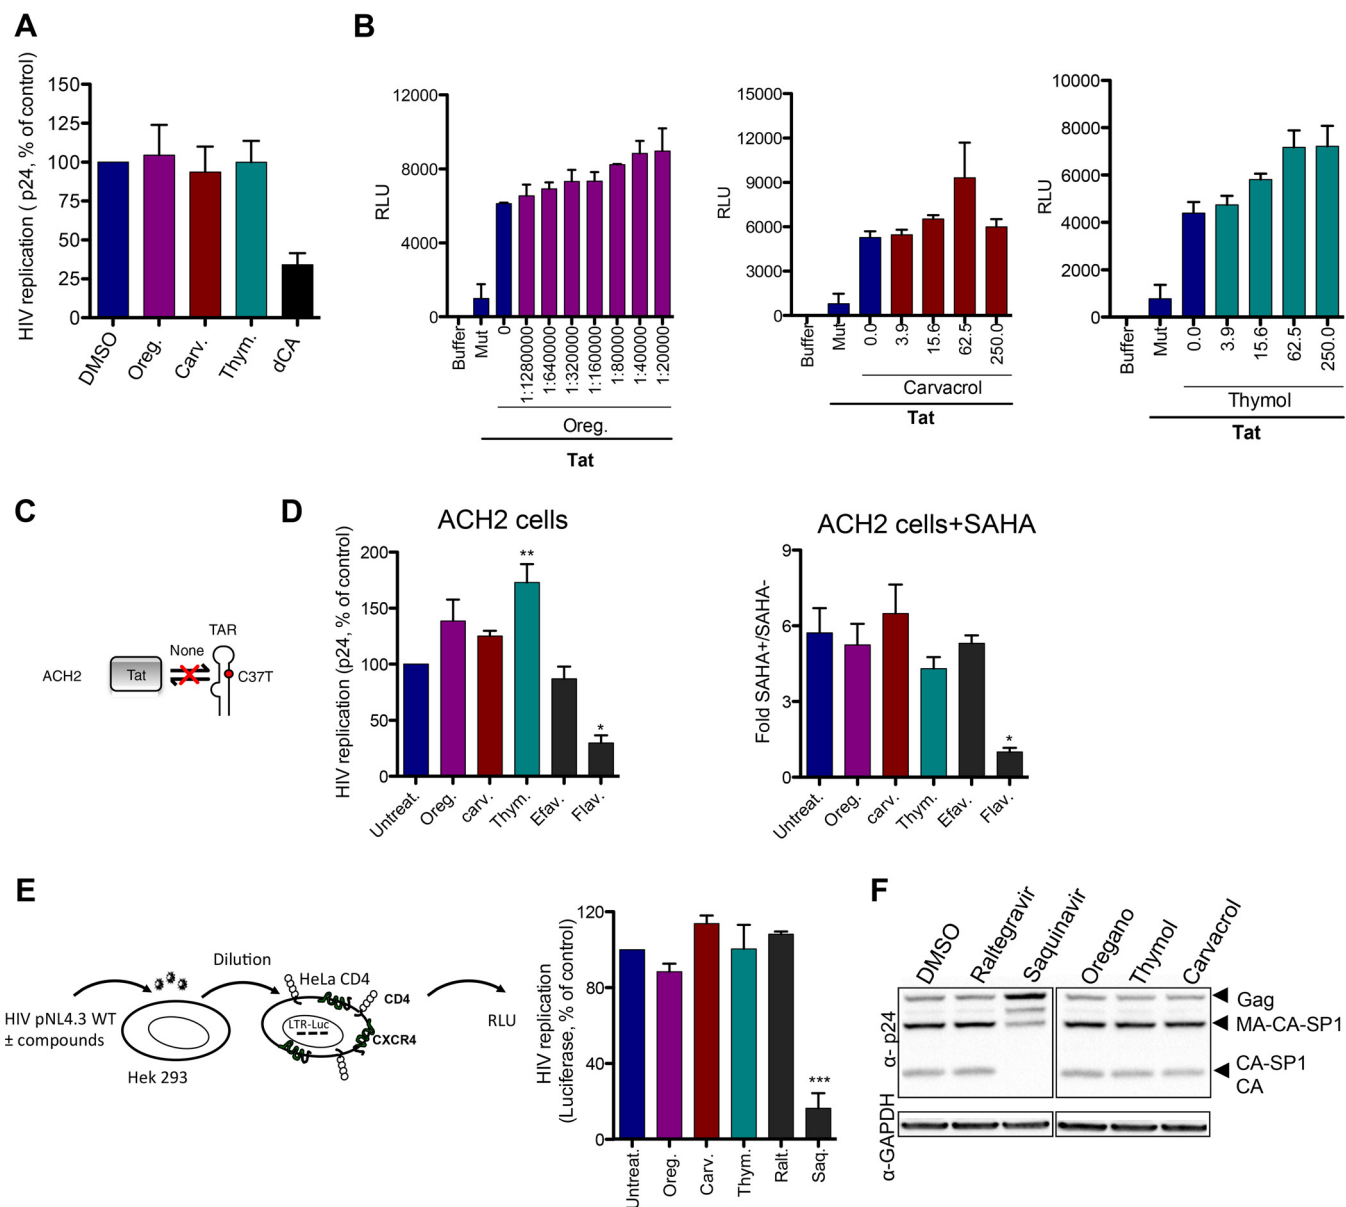 A
HIV replication ( p24, % of control)
150
125
100
75
50
25
0
DMSO
Oreg.
Carv.
Thym.
dCA
B
RLU
12000
8000
4000
0
Buffer
Mut
0
1:1280000
1:640000
1:320000
1:160000
1:80000
1:40000
1:20000
Oreg.
Tat
RLU
15000
12000
9000
6000
3000
0
Buffer
Mut
0.0
3.9
15.6
62.5
250.0
Carvacrol
Tat
RLU
10000
8000
6000
4000
2000
0
Buffer
Mut
0.0
3.9
15.6
62.5
250.0
Thymol
Tat
C
ACH2
Tat
None
TAR
C37T
D
ACH2 cells
HIV replication (p24, % of control)
200
150
100
50
0
**
*
Untreat.
Oreg.
carv.
Thym.
Efav.
Flav.
ACH2 cells+SAHA
Fold SAHA+/SAHA-
9
6
3
0
*
Untreat.
Oreg.
carv.
Thym.
Efav.
Flav.
E
HIV pNL4.3 WT
± compounds
Hek 293
Dilution
HeLa CD4
CD4
LTR-Luc
CXCR4
RLU
HIV replication
(Luciferase, % of control)
120
80
40
0
***
Untreat.
Oreg.
Carv.
Thym.
Ralt.
Saq.
F
DMSO
Raltegravir
Saquinavir
Oregano
Thymol
Carvacrol
α- p24
Gag
MA-CA-SP1
CA-SP1
CA
α-GAPDH